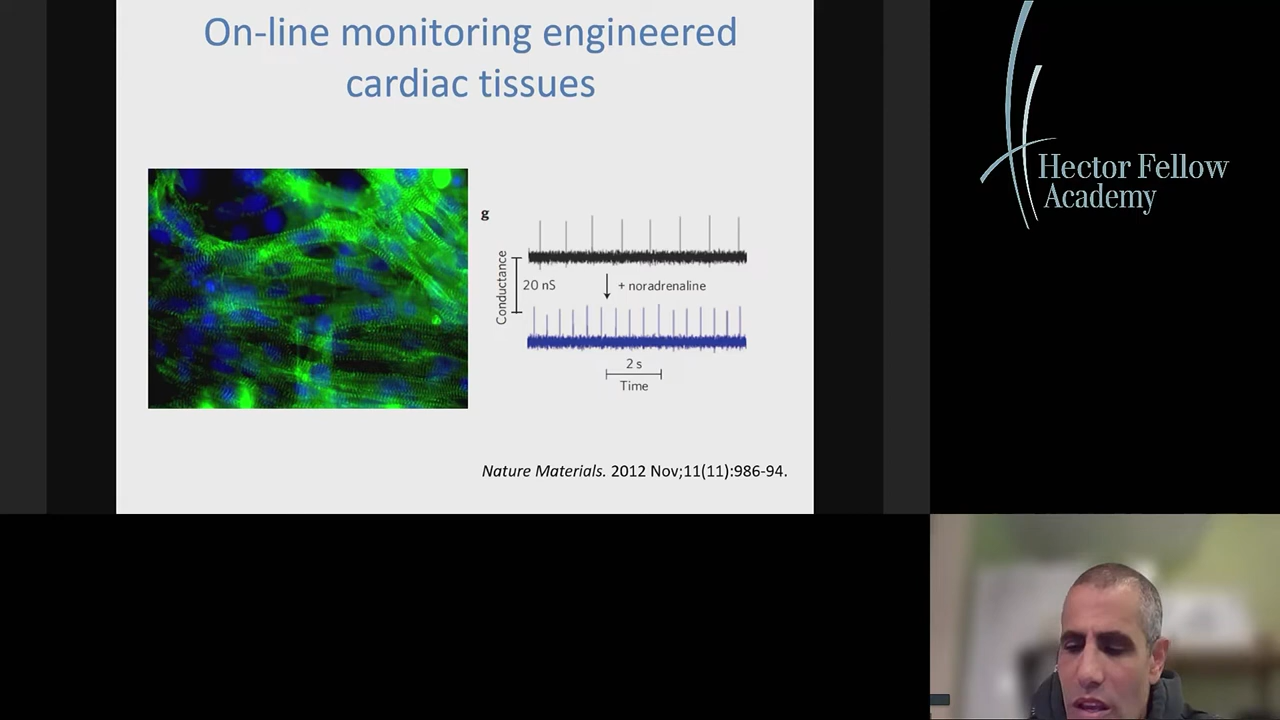 On-line monitoring engineered
cardiac tissues
g
Conductance
20 nS
+ noradrenaline
2 s
Time
Nature Materials. 2012 Nov;11(11):986-94.
Hector Fellow
Academy